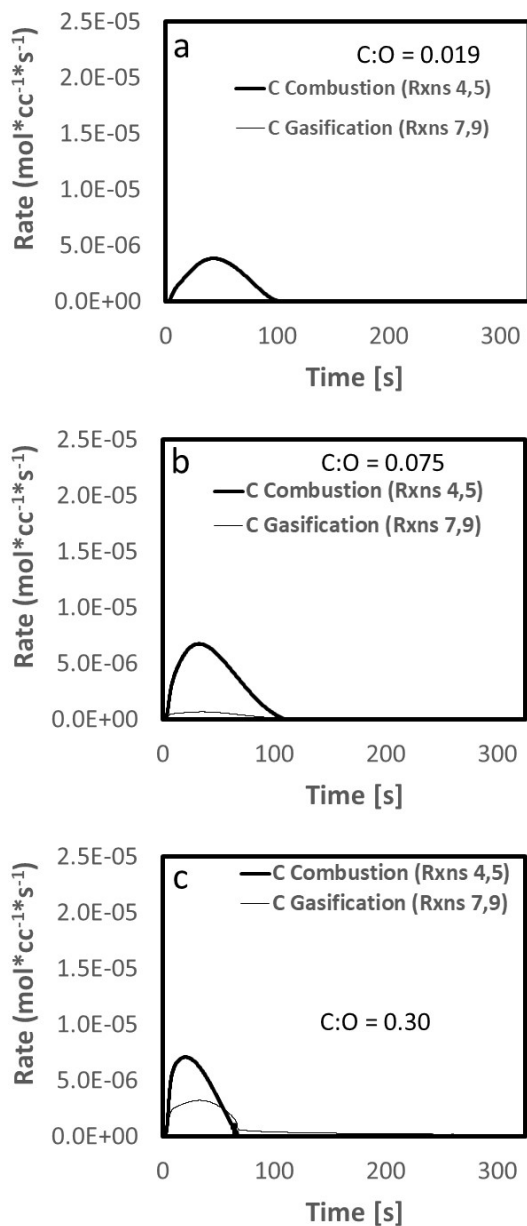 2.5E-05
a
C:O = 0.019
2.0E-05
C Combustion (Rxns 4,5)
1.5E-05
C Gasification (Rxns 7,9)
1.0E-05
5.0E-06
0.0E+00
Rate (mol*cc⁻¹*s⁻¹)
0 100 200 300
Time [s]
2.5E-05
b
C:O = 0.075
2.0E-05
C Combustion (Rxns 4,5)
C Gasification (Rxns 7,9)
1.5E-05
1.0E-05
5.0E-06
0.0E+00
Rate (mol*cc⁻¹*s⁻¹)
0 100 200 300
Time [s]
2.5E-05
c
C Combustion (Rxns 4,5)
C Gasification (Rxns 7,9)
2.0E-05
1.5E-05
1.0E-05
C:O = 0.30
5.0E-06
0.0E+00
Rate (mol*cc⁻¹*s⁻¹)
0 100 200 300
Time [s]